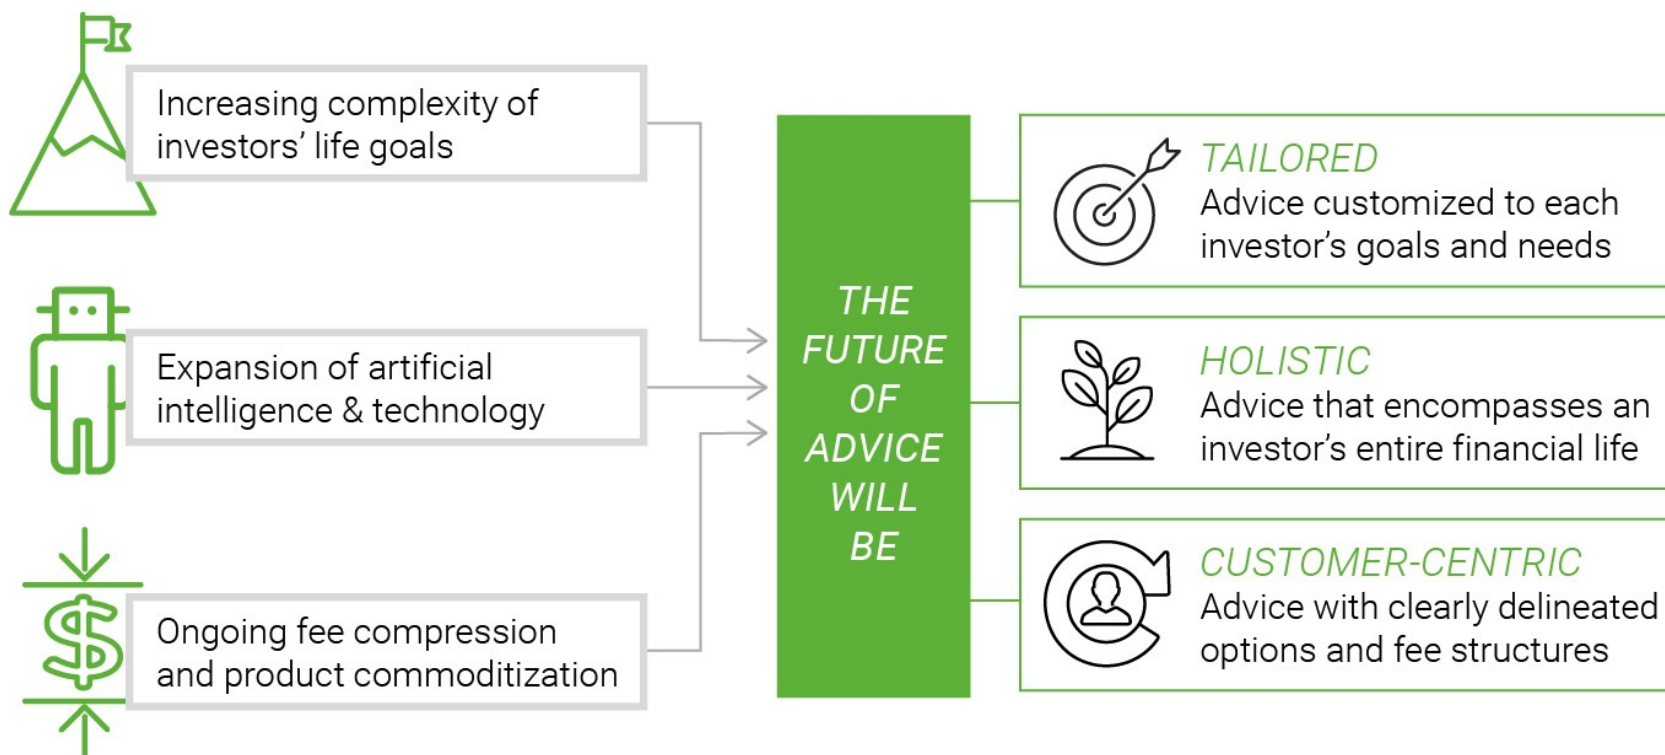 Increasing complexity of
investors’ life goals
Expansion of artificial
intelligence & technology
$
Ongoing fee compression
and product commoditization
THE
FUTURE
OF
ADVICE
WILL
BE
TAILORED
Advice customized to each
investor’s goals and needs
HOLISTIC
Advice that encompasses an
investor’s entire financial life
CUSTOMER-CENTRIC
Advice with clearly delineated
options and fee structures